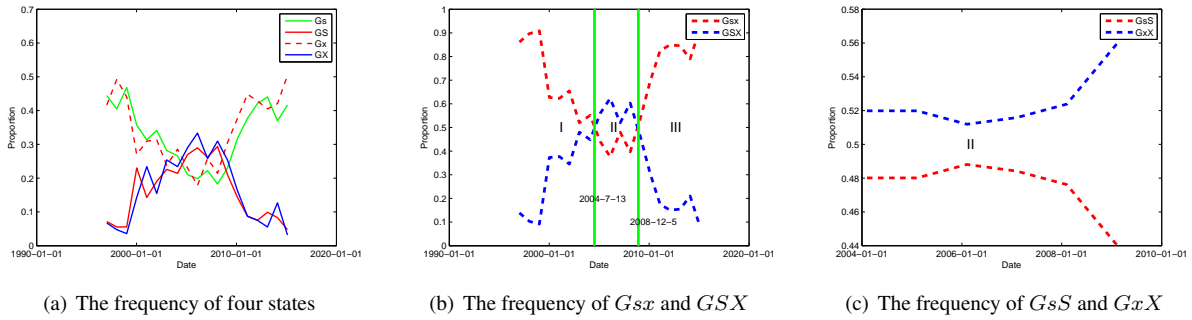 0.7
0.6
0.5
0.4
0.3
0.2
0.1
0
Proportion
1990−01−01 2000−01−01 2010−01−01 2020−01−01
Date
Gs
GS
Gx
GX
(a) The frequency of four states
1
0.9
0.8
0.7
0.6
0.5
0.4
0.3
0.2
0.1
0
Proportion
1990−01−01 2000−01−01 2010−01−01 2020−01−01
Date
Gsx
GSX
I II III
2004−7−13
2008−12−5
(b) The frequency of Gsx and GSX
0.58
0.56
0.54
0.52
0.5
0.48
0.46
0.44
Proportion
2004−01−01 2006−01−01 2008−01−01 2010−01−01
Date
GsS
GxX
II
(c) The frequency of GsS and GxX